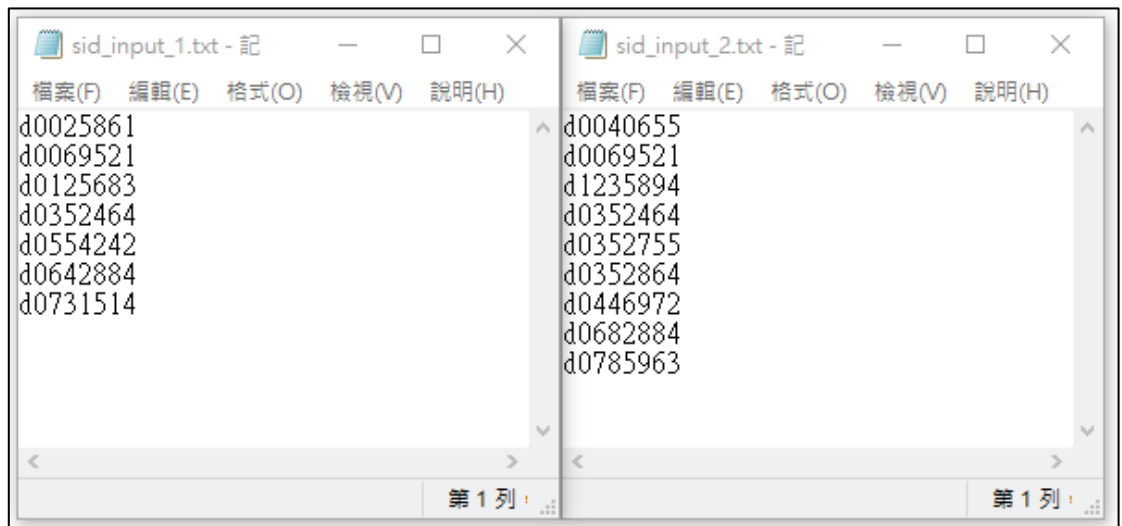 sid_input_1.txt - 記
檔案(F) 編輯(E) 格式(O) 檢視(V) 說明(H)
d0025861
d0069521
d0125683
d0352464
d0554242
d0642884
d0731514
第 1 列
sid_input_2.txt - 記
檔案(F) 編輯(E) 格式(O) 檢視(V) 說明(H)
d0040655
d0069521
d1235894
d0352464
d0352755
d0352864
d0446972
d0682884
d0785963
第 1 列